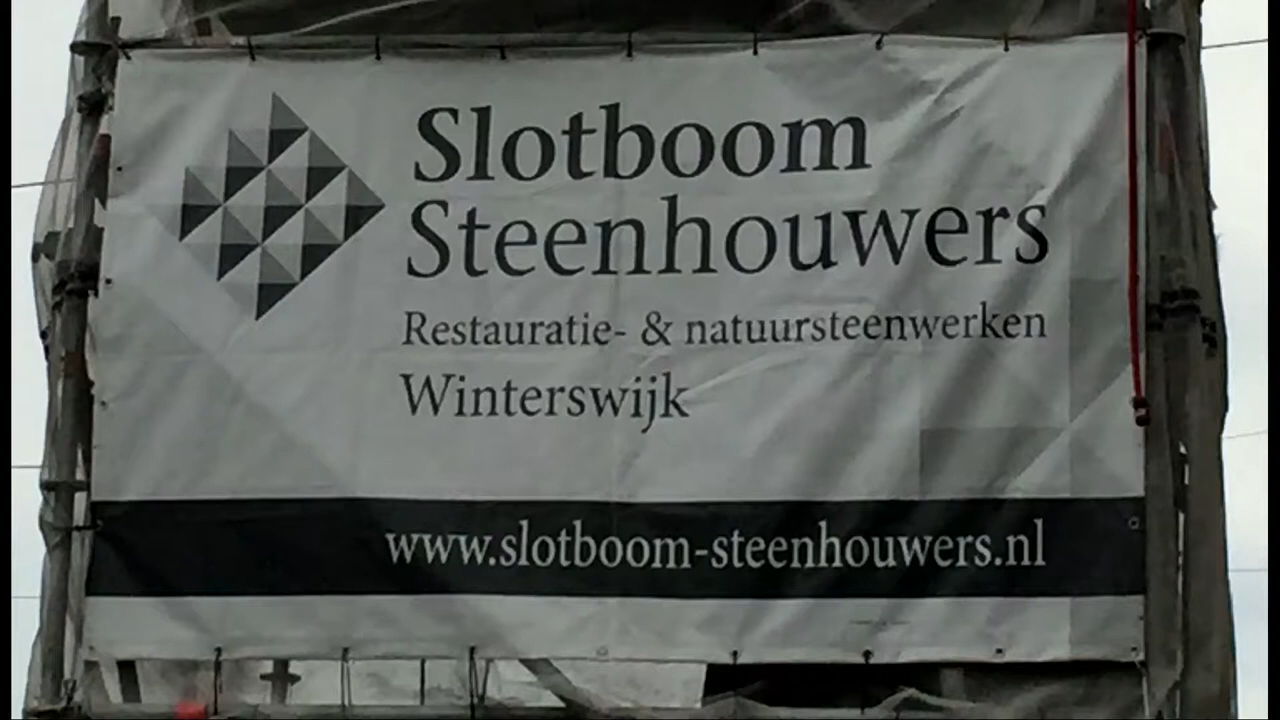 Slotboom
Steenhouwers
Restauratie- & natuursteenwerken
Winterswijk
www.slotboom-steenhouwers.nl